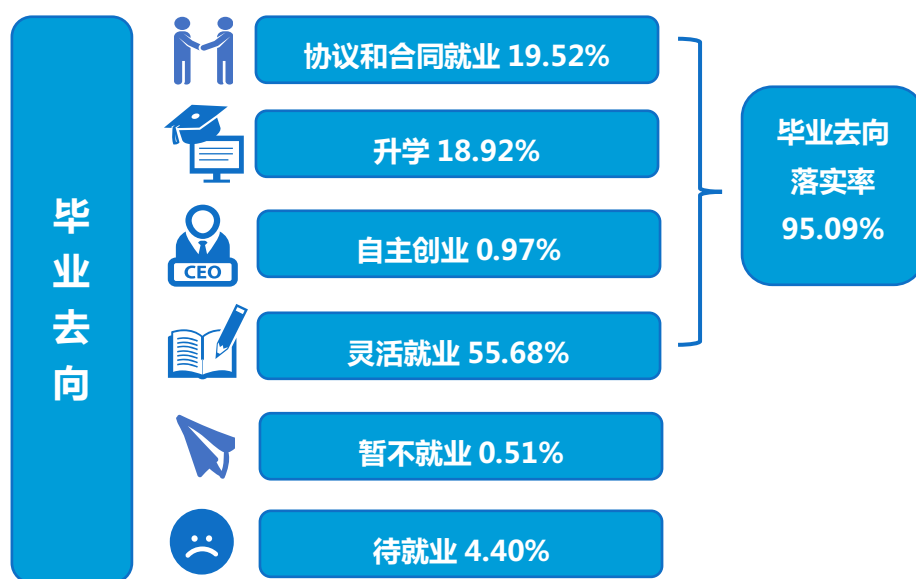 毕业去向
协议和合同就业 19.52%
升学 18.92%
CEO
自主创业 0.97%
灵活就业 55.68%
暂不就业 0.51%
待就业 4.40%
毕业去向
落实率
95.09%